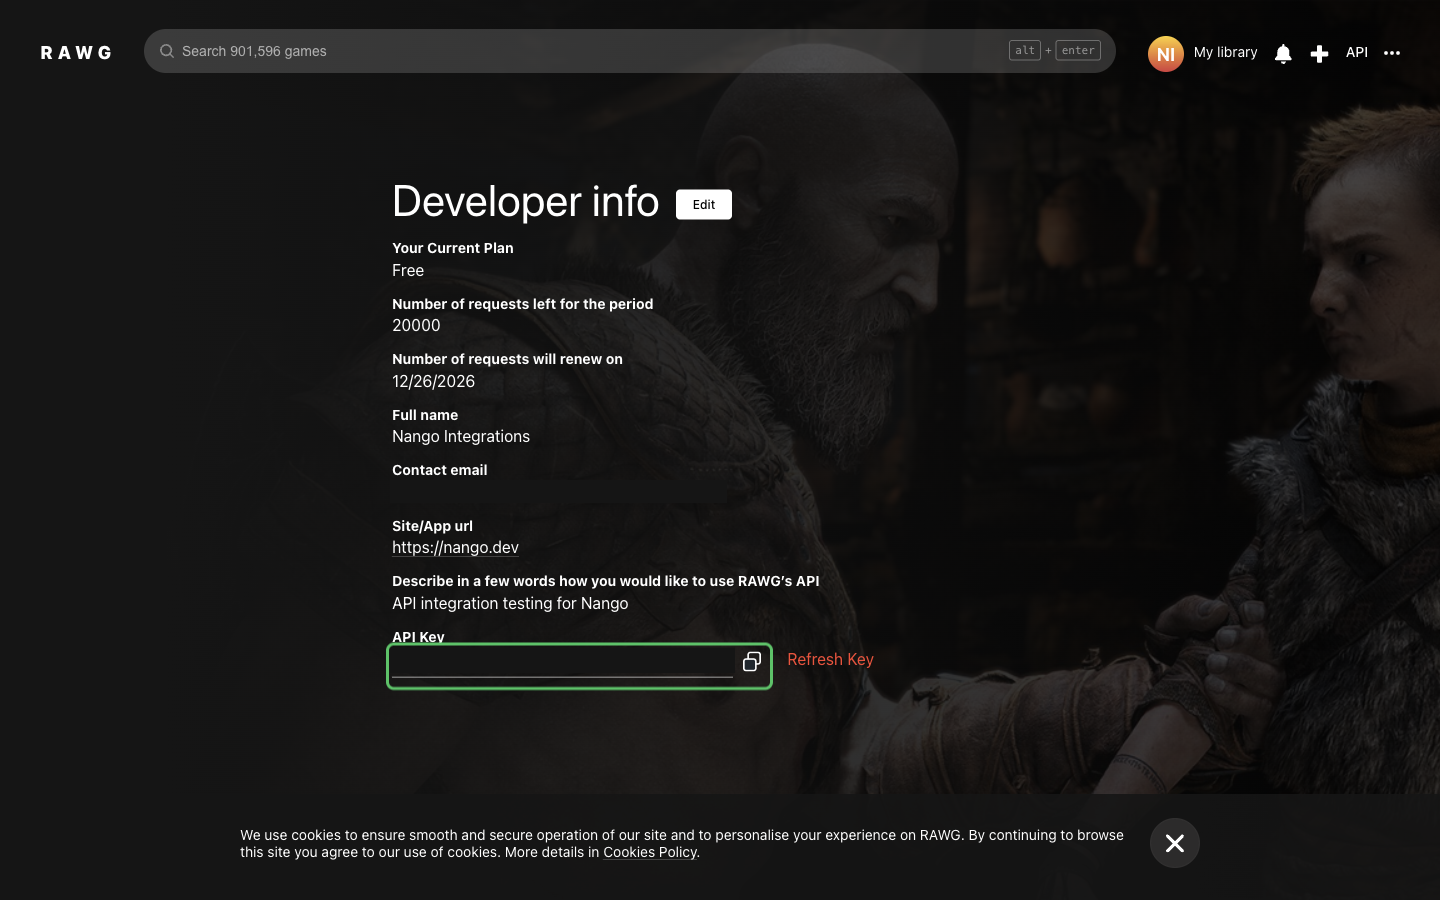 RAWG
Search 901,596 games
alt + enter
NI
My library
API
Developer info
Edit
Your Current Plan
Free
Number of requests left for the period
20000
Number of requests will renew on
12/26/2026
Full name
Nango Integrations
Contact email
Site/App url
https://nango.dev
Describe in a few words how you would like to use RAWG’s API
API integration testing for Nango
API Key
Refresh Key
We use cookies to ensure smooth and secure operation of our site and to personalise your experience on RAWG. By continuing to browse
this site you agree to our use of cookies. More details in Cookies Policy.